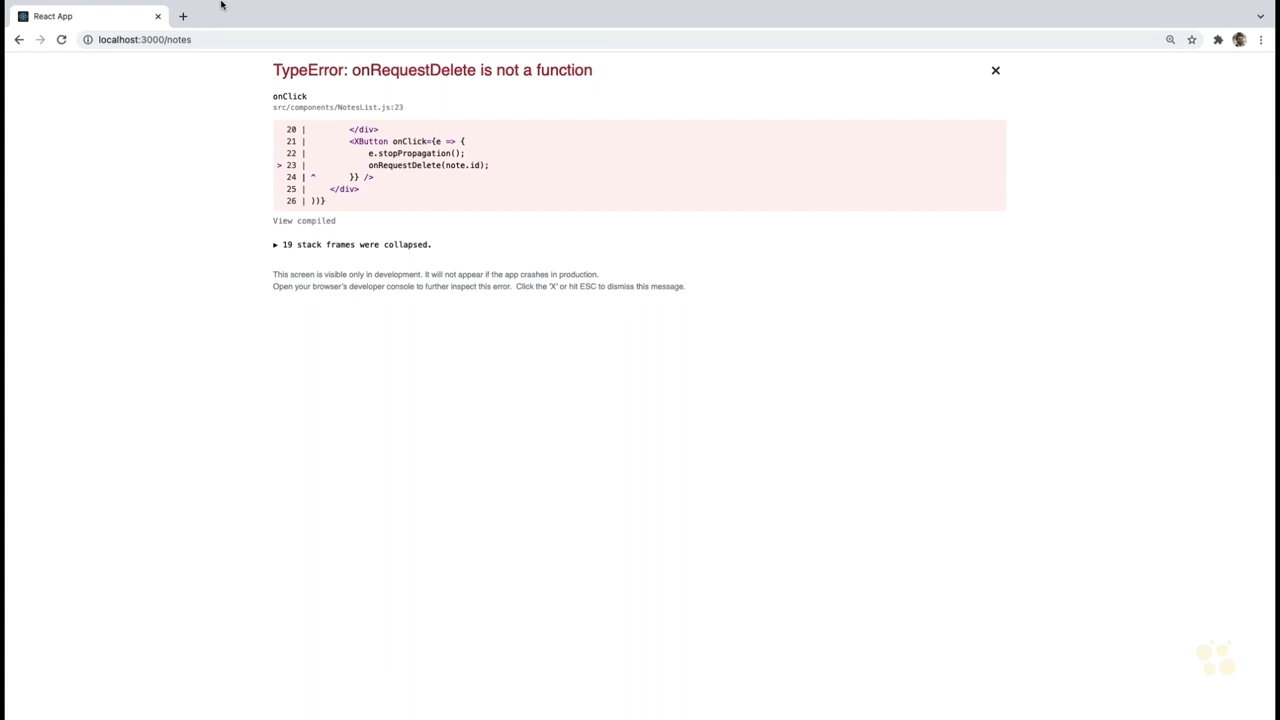 React App
localhost:3000/notes
TypeError: onRequestDelete is not a function
onClick
src/components/NotesList.js:23
20 | </div>
21 | <XButton onClick={e => {
22 | e.stopPropagation();
> 23 | onRequestDelete(note.id);
24 | ^ }} />
25 | </div>
26 | ))}
View compiled
▶ 19 stack frames were collapsed.
This screen is visible only in development. It will not appear if the app crashes in production.
Open your browser's developer console to further inspect this error. Click the 'X' or hit ESC to dismiss this message.